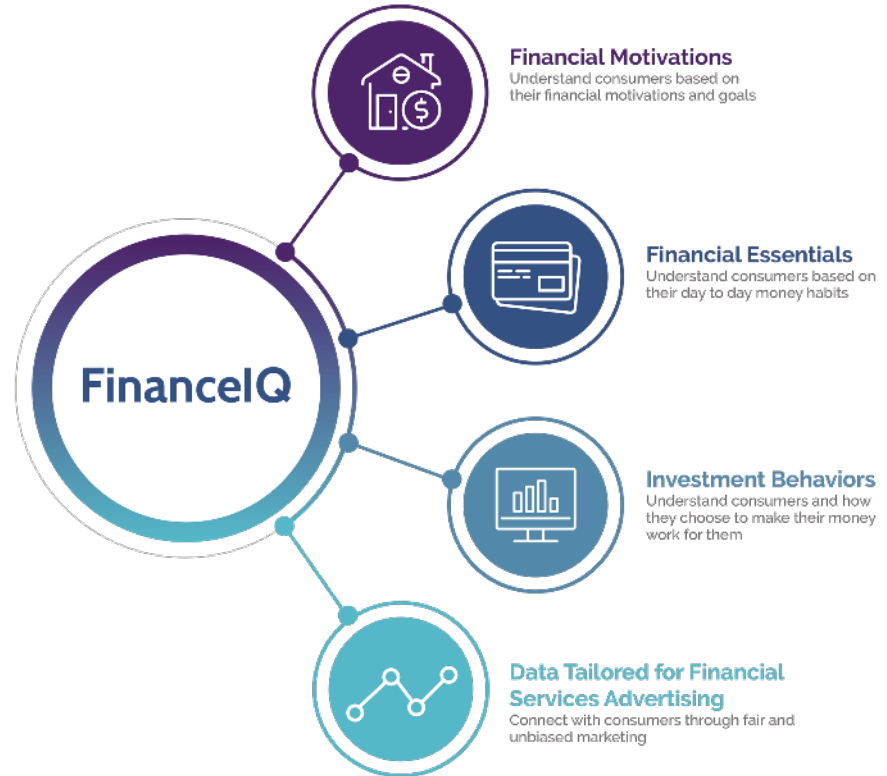 Financial Motivations
Understand consumers based on
their financial motivations and goals
Financial Essentials
Understand consumers based on
their day to day money habits
FinanceIQ
Investment Behaviors
Understand consumers and how
they choose to make their money
work for them
Data Tailored for Financial
Services Advertising
Connect with consumers through fair and
unbiased marketing
$